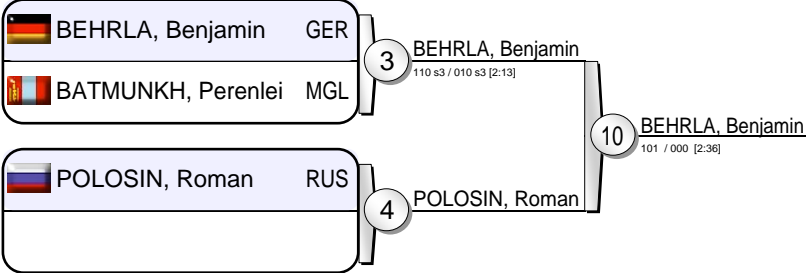 BEHRLA, Benjamin GER
BATMUNKH, Perenlei MGL
3
BEHRLA, Benjamin
110 s3 / 010 s3 [2:13]
POLOSIN, Roman RUS
4
POLOSIN, Roman
10
BEHRLA, Benjamin
101 / 000 [2:36]